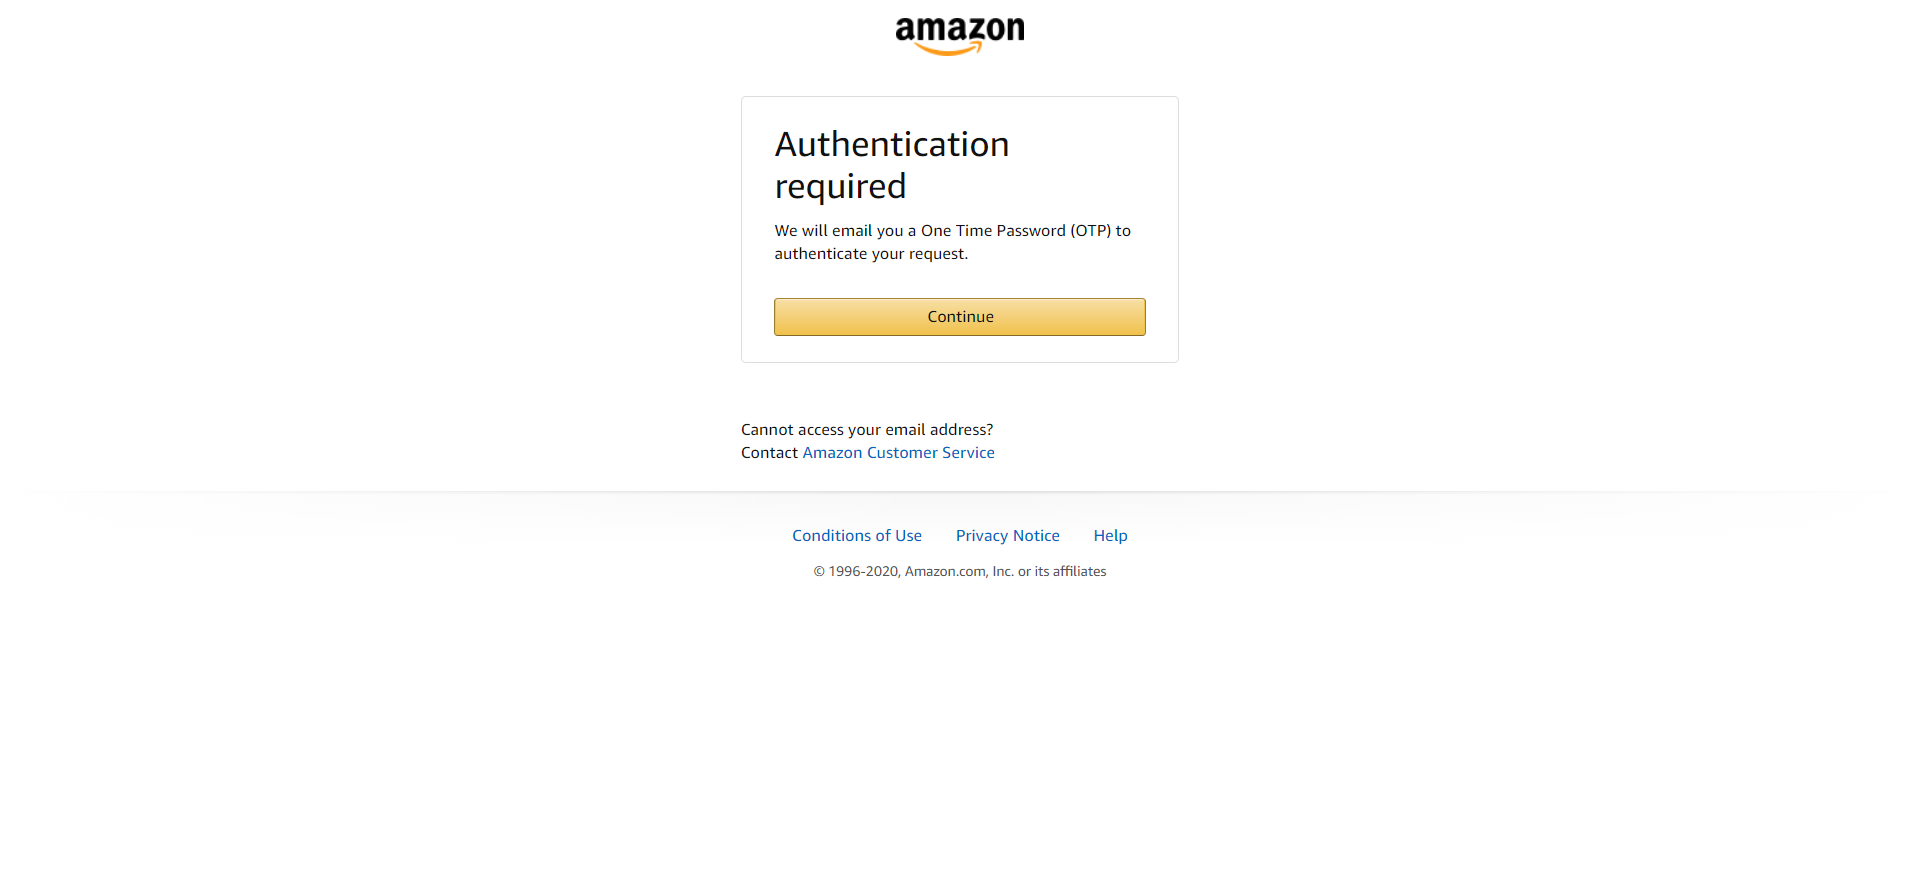 amazon
Authentication
required
We will email you a One Time Password (OTP) to
authenticate your request.
Continue
Cannot access your email address?
Contact Amazon Customer Service
Conditions of Use Privacy Notice Help
© 1996-2020, Amazon.com, Inc. or its affiliates